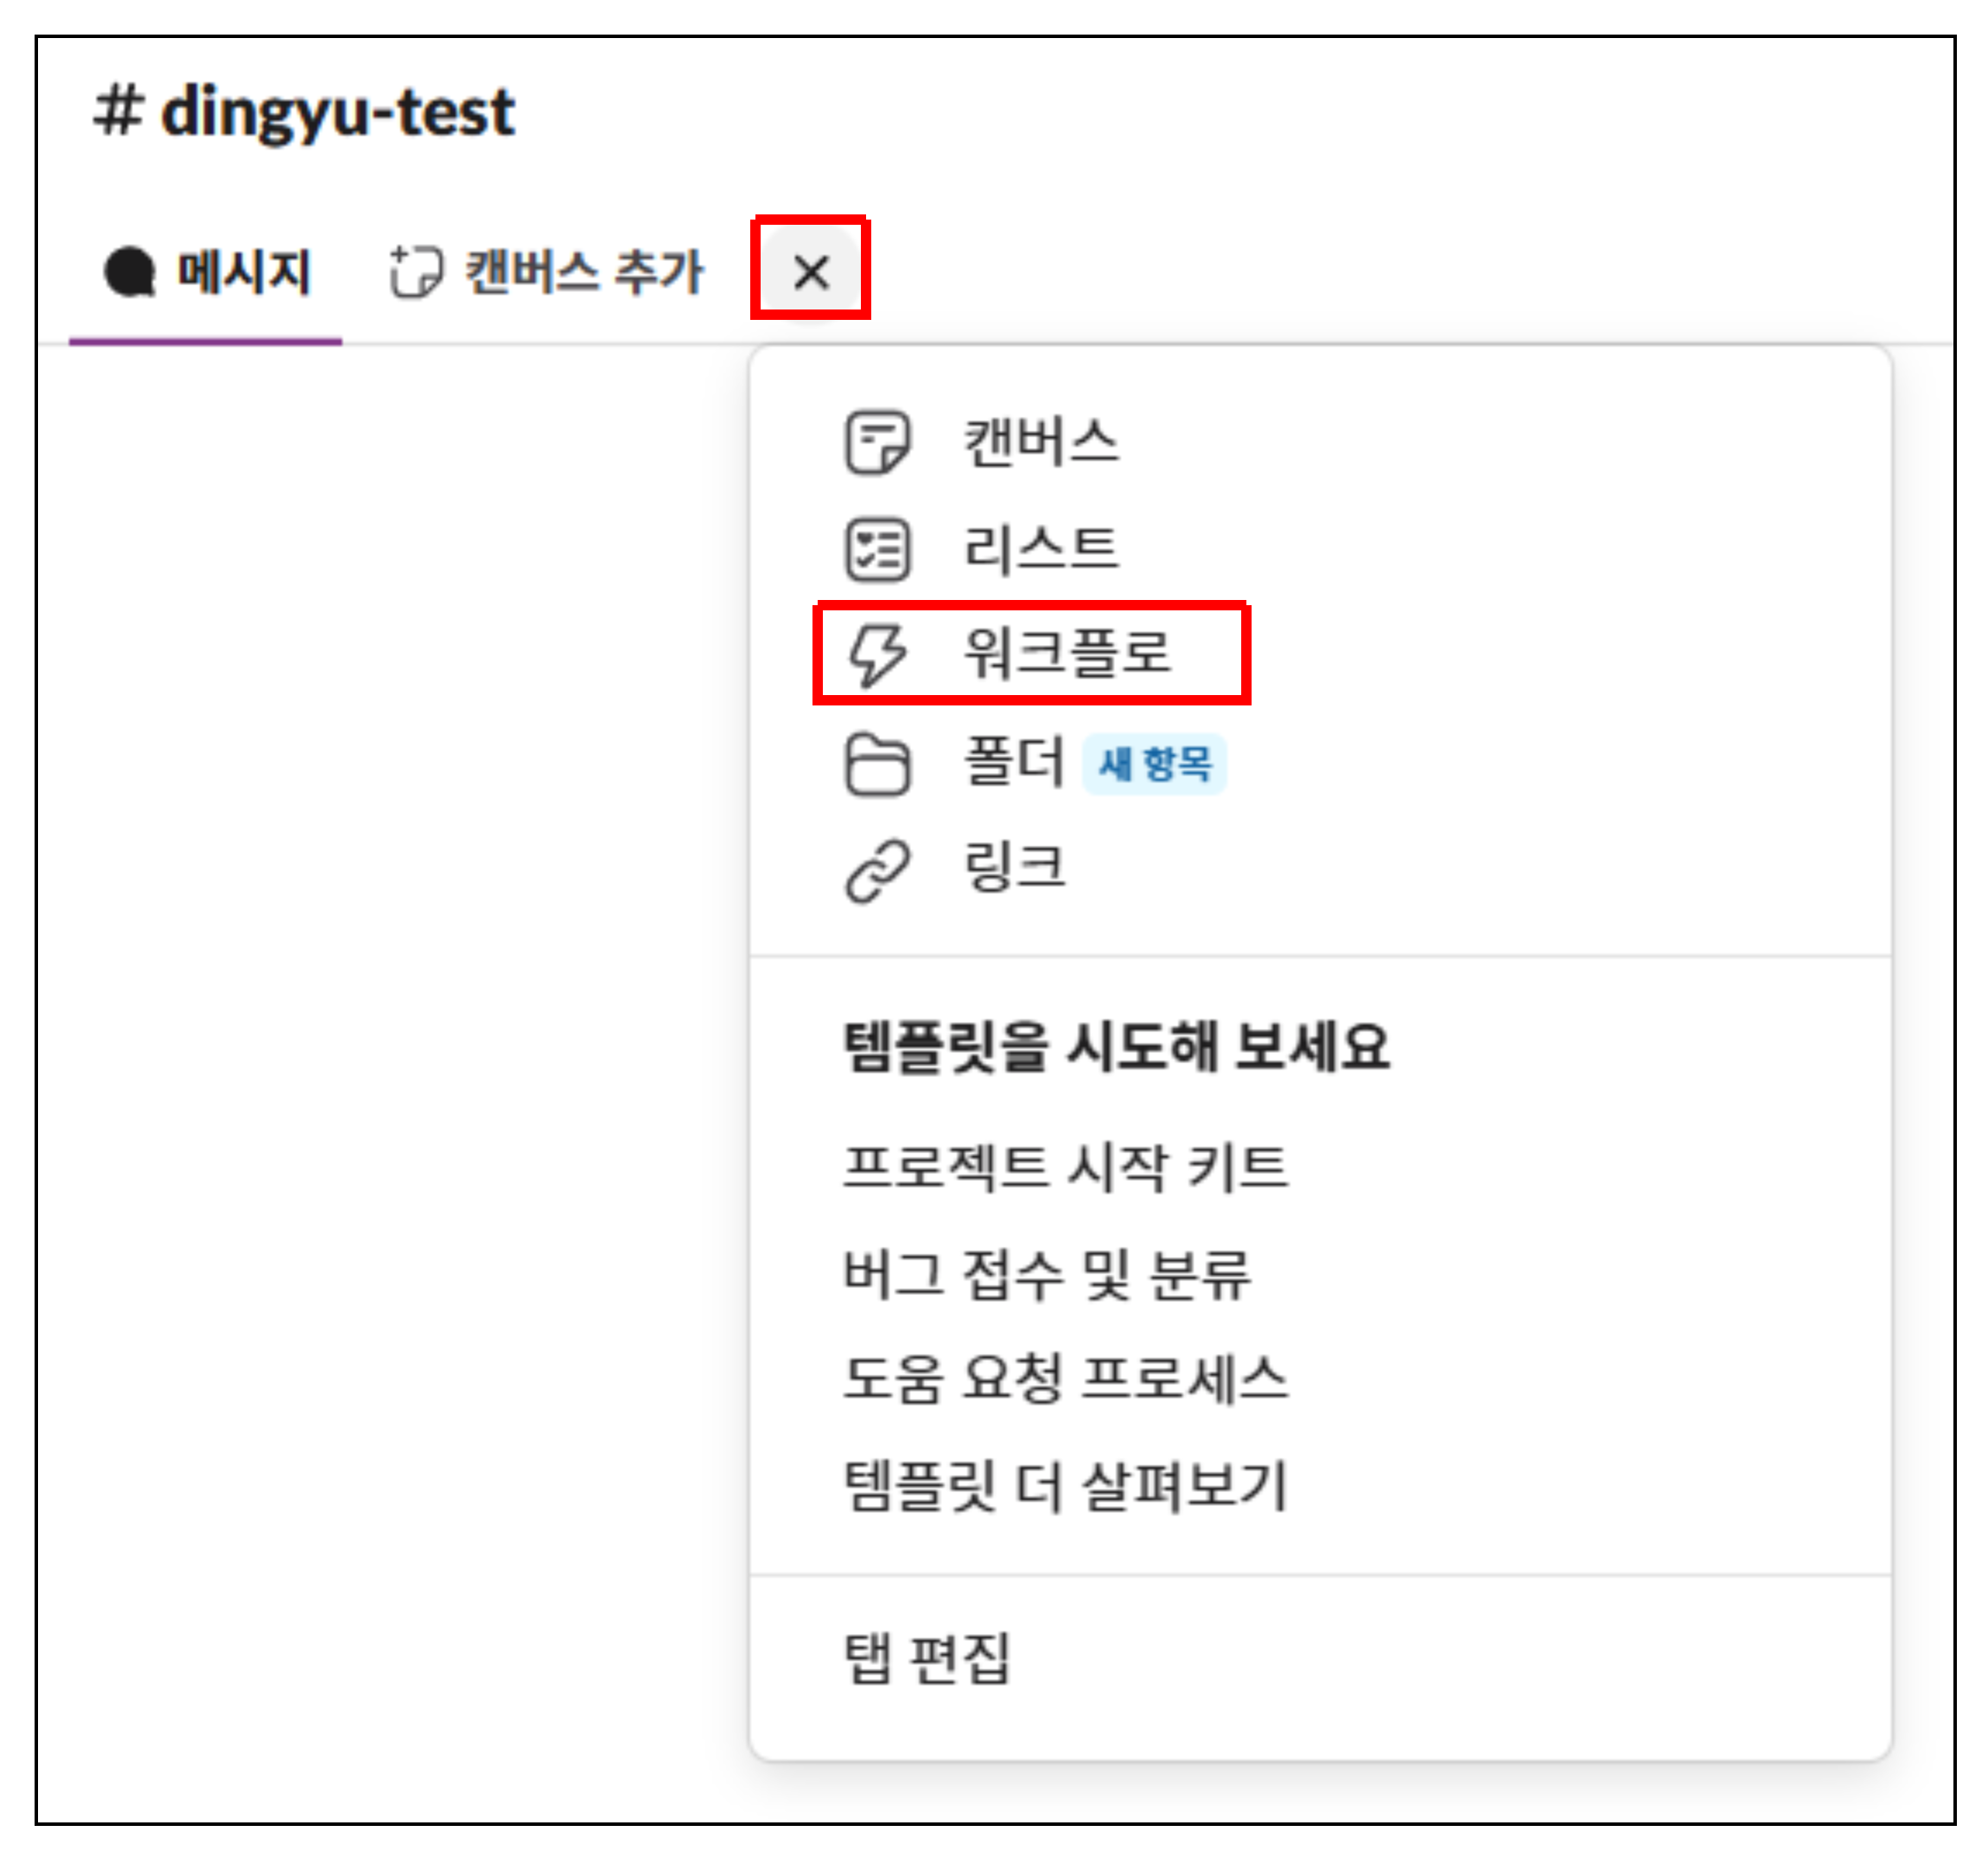 # dingyu-test
메시지 캔버스 추가
캔버스
리스트
워크플로
폴더 새 항목
링크
템플릿을 시도해 보세요
프로젝트 시작 키트
버그 접수 및 분류
도움 요청 프로세스
템플릿 더 살펴보기
탭 편집